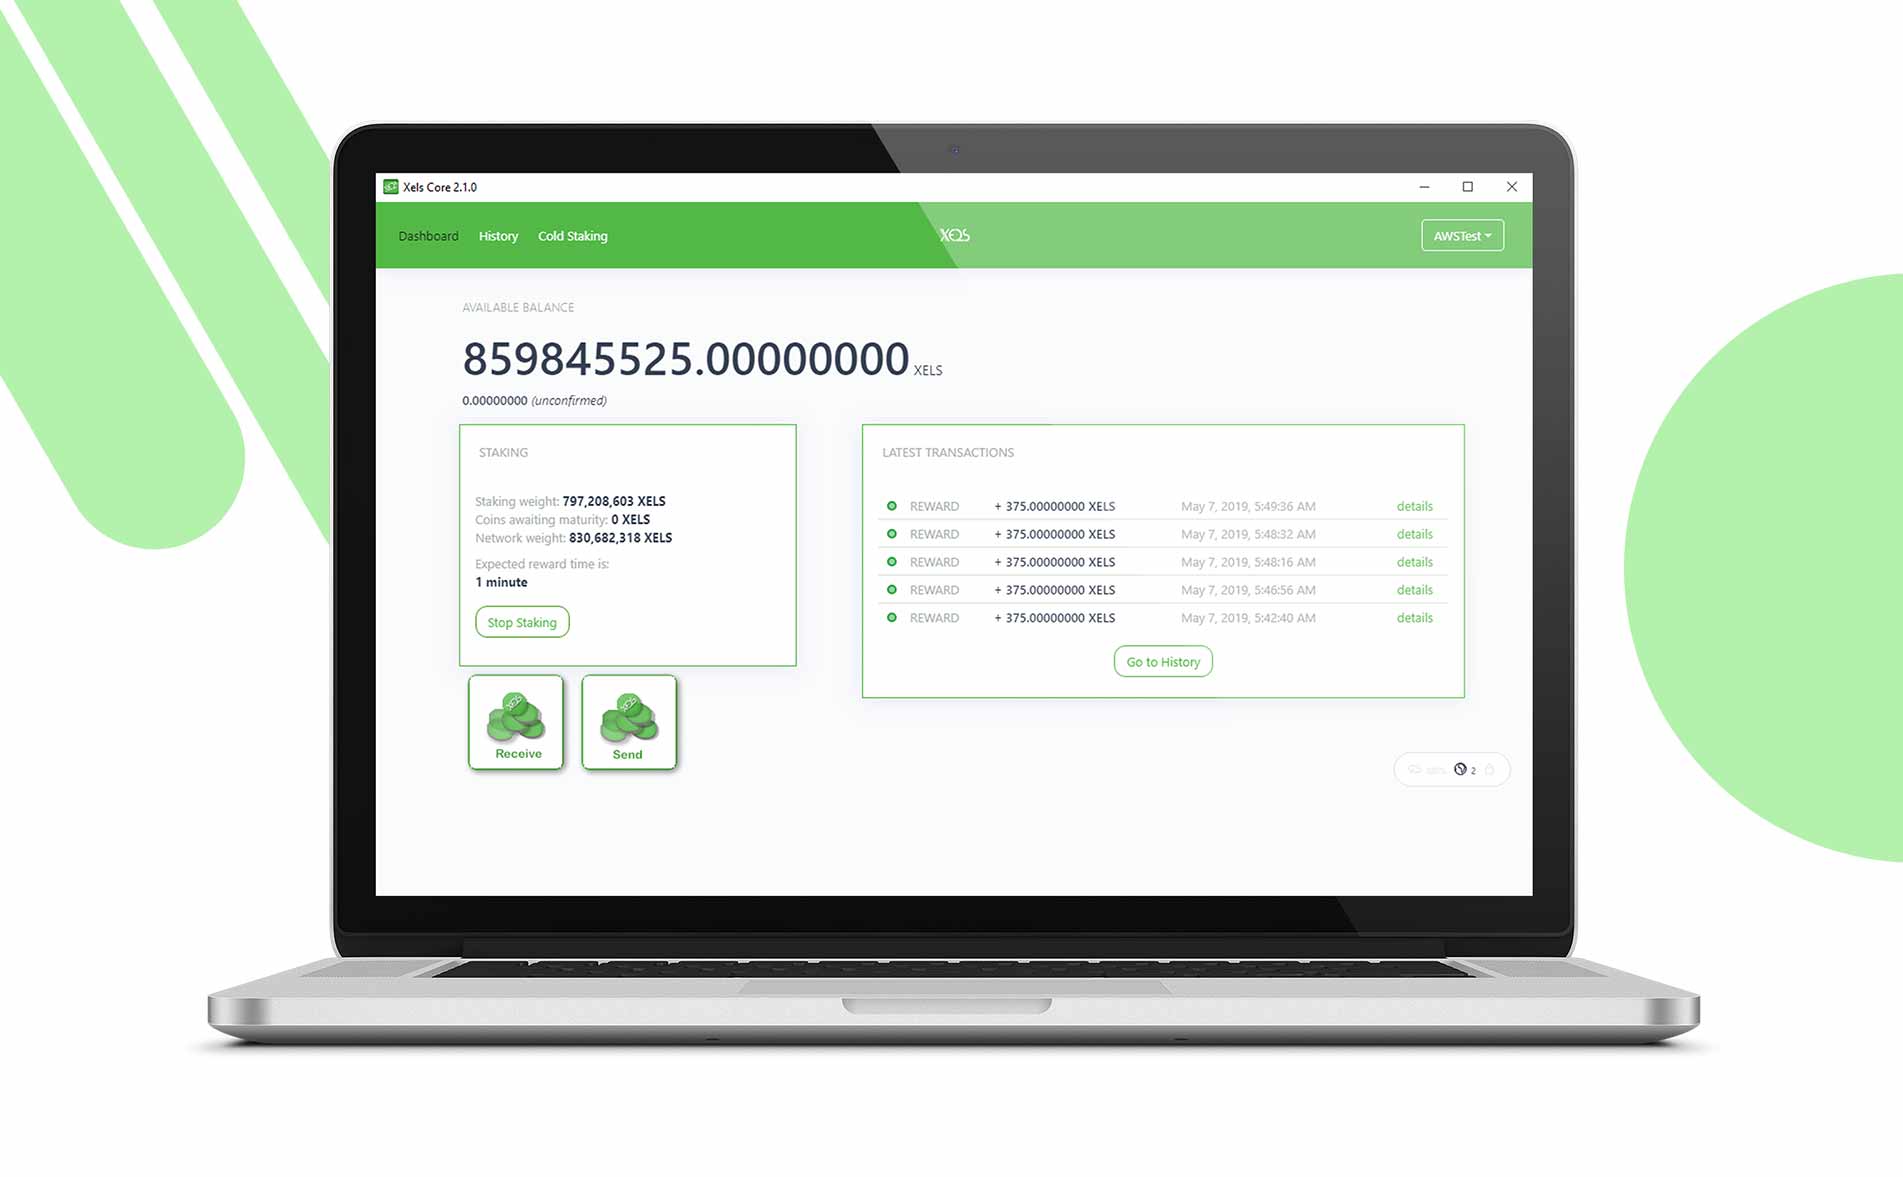 Xels Core 2.1.0
Dashboard History Cold Staking XELS AWSTest
AVAILABLE BALANCE
859845525.00000000 XELS
0.00000000 (unconfirmed)
STAKING
Staking weight: 797,208,603 XELS
Coins awaiting maturity: 0 XELS
Network weight: 830,682,318 XELS
Expected reward time is:
1 minute
Stop Staking
LATEST TRANSACTIONS
REWARD + 375.00000000 XELS May 7, 2019, 5:49:36 AM details
REWARD + 375.00000000 XELS May 7, 2019, 5:48:32 AM details
REWARD + 375.00000000 XELS May 7, 2019, 5:48:16 AM details
REWARD + 375.00000000 XELS May 7, 2019, 5:46:56 AM details
REWARD + 375.00000000 XELS May 7, 2019, 5:42:40 AM details
Go to History
Receive
Send
2